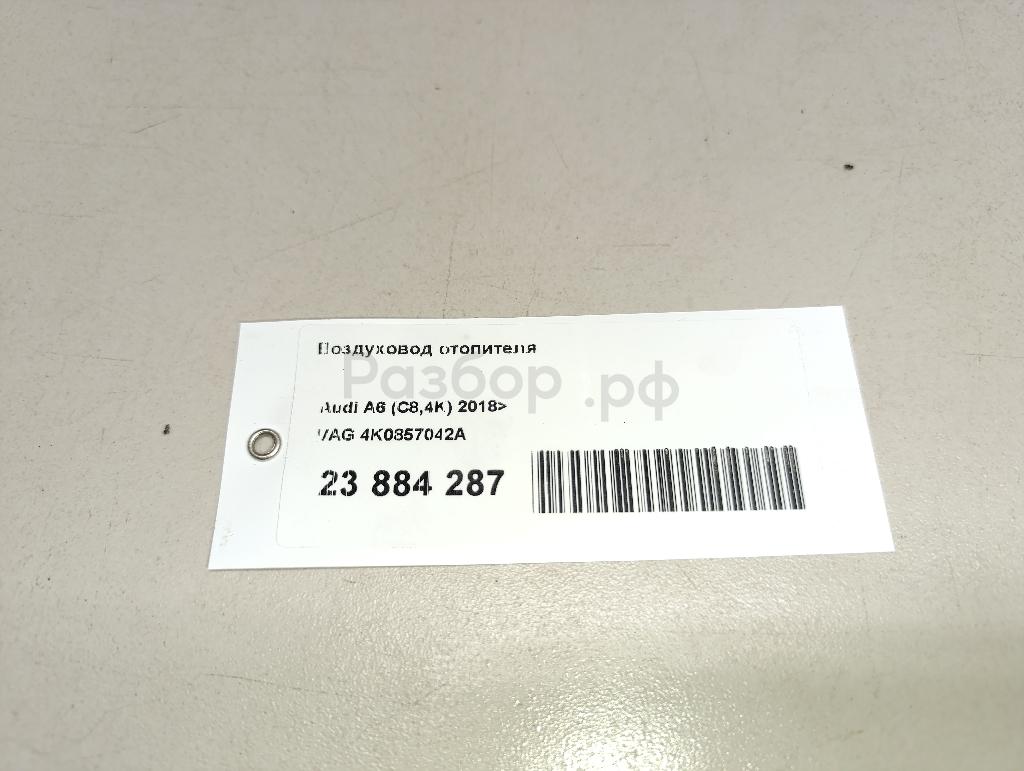 Воздуховод отопителя
Разбор.рф
Audi A6 (C8,4K) 2018>
VAG 4K0857042A
23 884 287